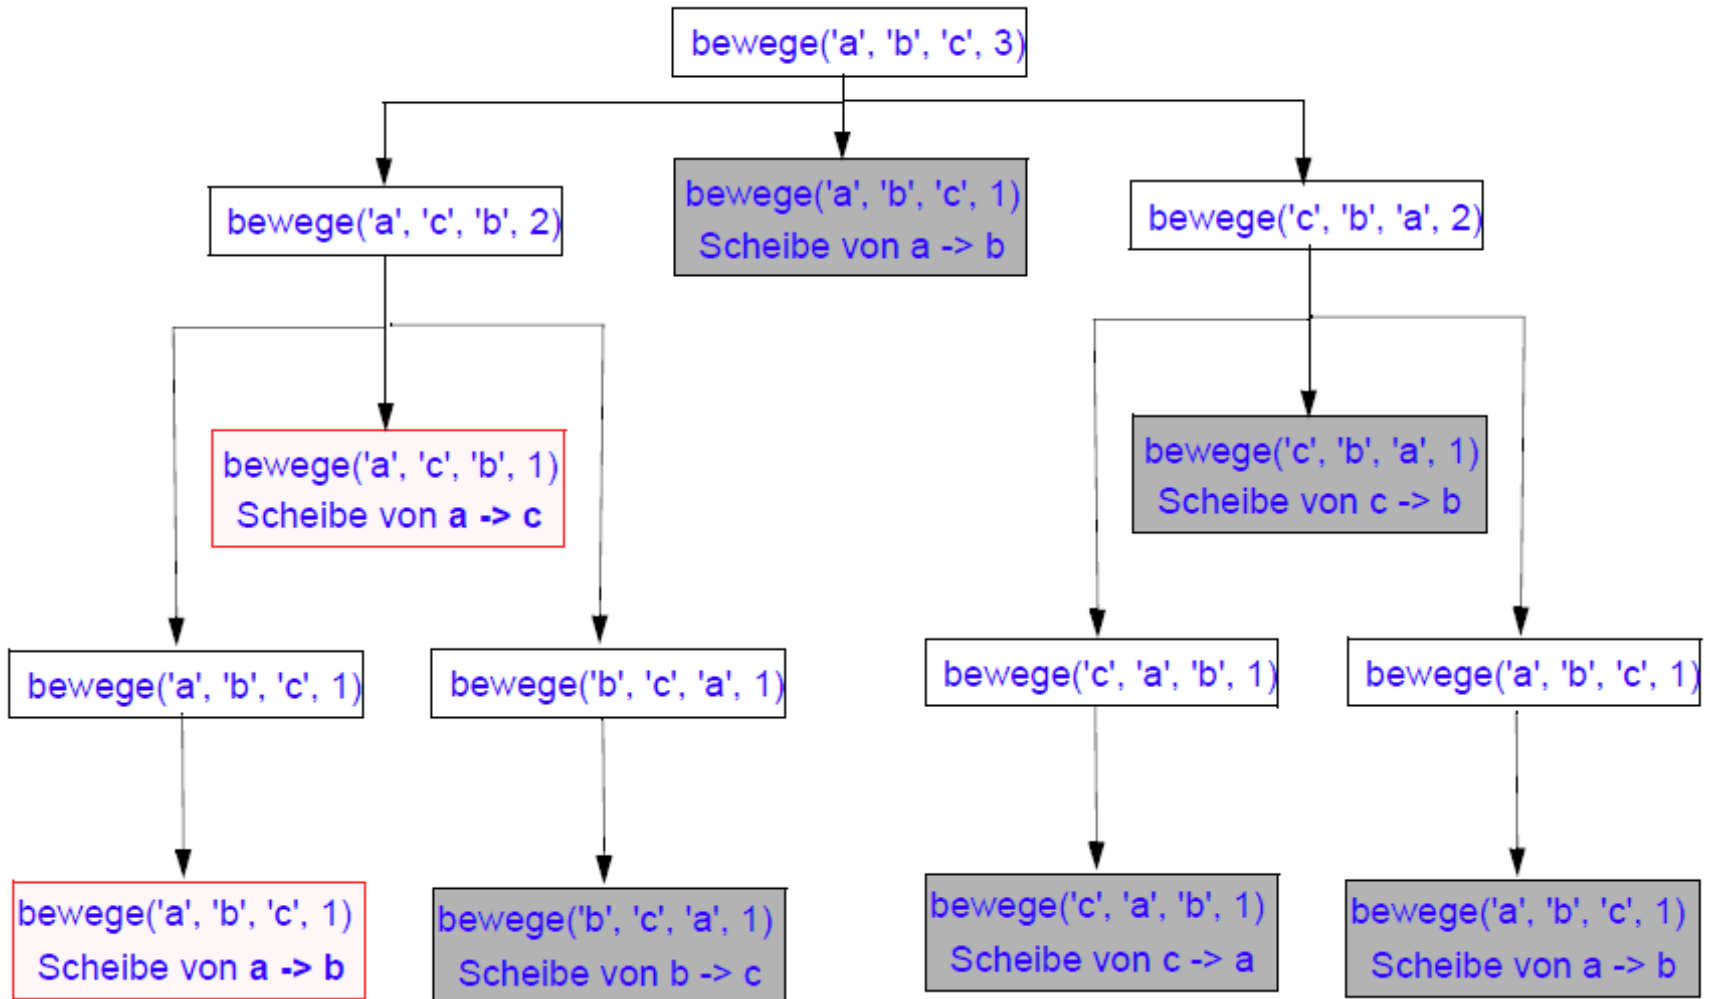 bewege('a', 'b', 'c', 3)
bewege('a', 'c', 'b', 2)
bewege('a', 'b', 'c', 1)
Scheibe von a -> b
bewege('c', 'b', 'a', 2)
bewege('a', 'c', 'b', 1)
Scheibe von a -> c
bewege('c', 'b', 'a', 1)
Scheibe von c -> b
bewege('a', 'b', 'c', 1)
bewege('b', 'c', 'a', 1)
bewege('c', 'a', 'b', 1)
bewege('a', 'b', 'c', 1)
bewege('a', 'b', 'c', 1)
Scheibe von a -> b
bewege('b', 'c', 'a', 1)
Scheibe von b -> c
bewege('c', 'a', 'b', 1)
Scheibe von c -> a
bewege('a', 'b', 'c', 1)
Scheibe von a -> b